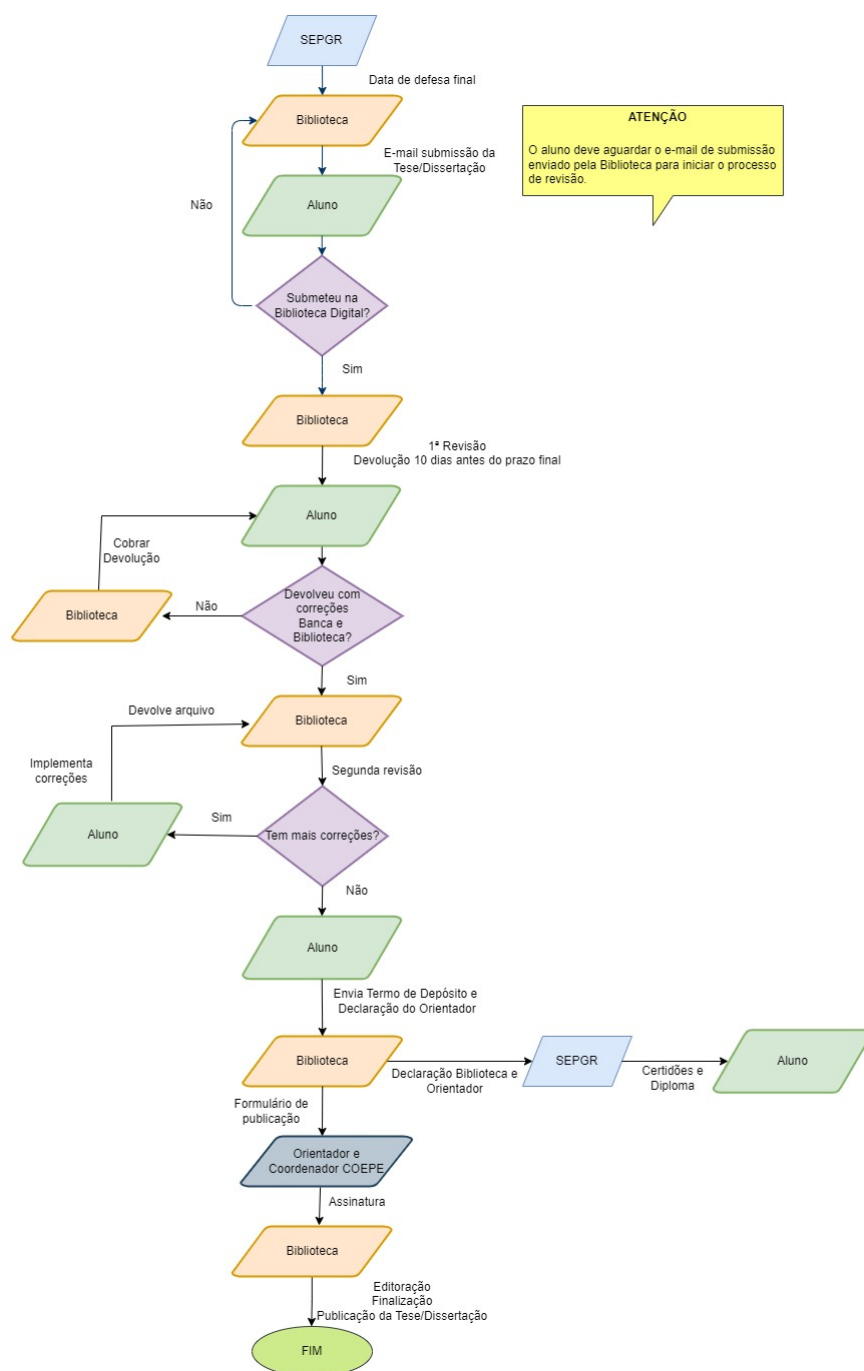 SEPGR
Data de defesa final
Biblioteca
ATENÇÃO
O aluno deve aguardar o e-mail de submissão
enviado pela Biblioteca para iniciar o processo
de revisão.
E-mail submissão da
Tese/Dissertação
Aluno
Não
Submeteu na
Biblioteca Digital?
Sim
Biblioteca
1ª Revisão
Devolução 10 dias antes do prazo final
Aluno
Cobrar
Devolução
Devolveu com
correções
Banca e
Biblioteca?
Não
Biblioteca
Sim
Devolve arquivo
Biblioteca
Implementa
correções
Segunda revisão
Sim
Aluno
Tem mais correções?
Não
Aluno
Envia Termo de Depósito e
Declaração do Orientador
Biblioteca
Declaração Biblioteca e
Orientador
SEPGR
Certidões e
Diploma
Aluno
Formulário de
publicação
Orientador e
Coordenador COEPE
Assinatura
Biblioteca
Editoração
Finalização
Publicação da Tese/Dissertação
FIM